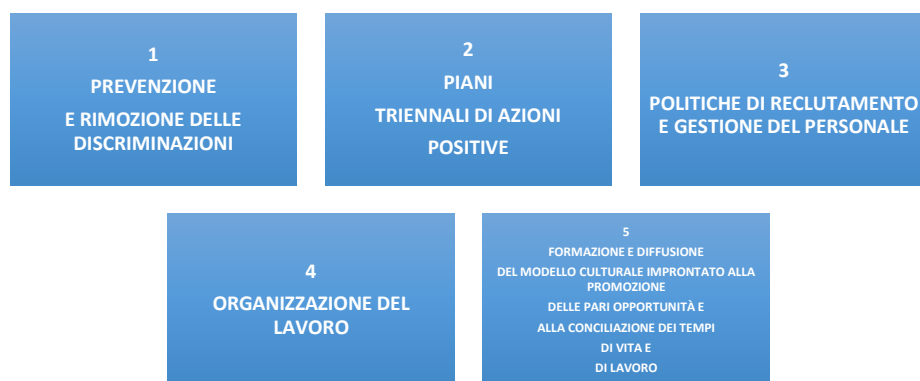 1
PREVENZIONE
E RIMOZIONE DELLE
DISCRIMINAZIONI
2
PIANI
TRIENNALI DI AZIONI
POSITIVE
3
POLITICHE DI RECLUTAMENTO
E GESTIONE DEL PERSONALE
4
ORGANIZZAZIONE DEL
LAVORO
5
FORMAZIONE E DIFFUSIONE
DEL MODELLO CULTURALE IMPRONTATO ALLA
PROMOZIONE
DELLE PARI OPPORTUNITÀ E
ALLA CONCILIAZIONE DEI TEMPI
DI VITA E
DI LAVORO